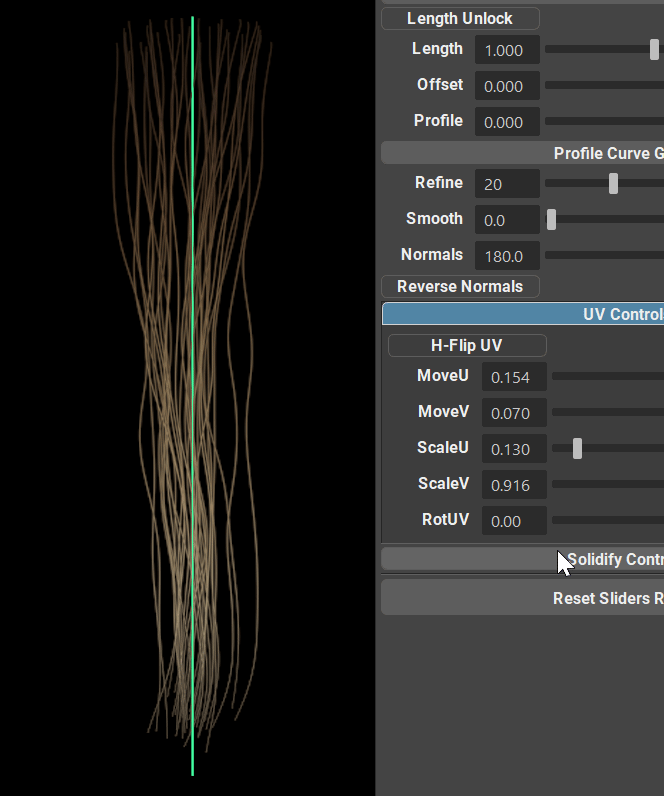 Length Unlock
Length 1.000
Offset 0.000
Profile 0.000
Profile Curve G
Refine 20
Smooth 0.0
Normals 180.0
Reverse Normals
UV Control
H-Flip UV
MoveU 0.154
MoveV 0.070
ScaleU 0.130
ScaleV 0.916
RotUV 0.00
Solidify Contr
Reset Sliders R